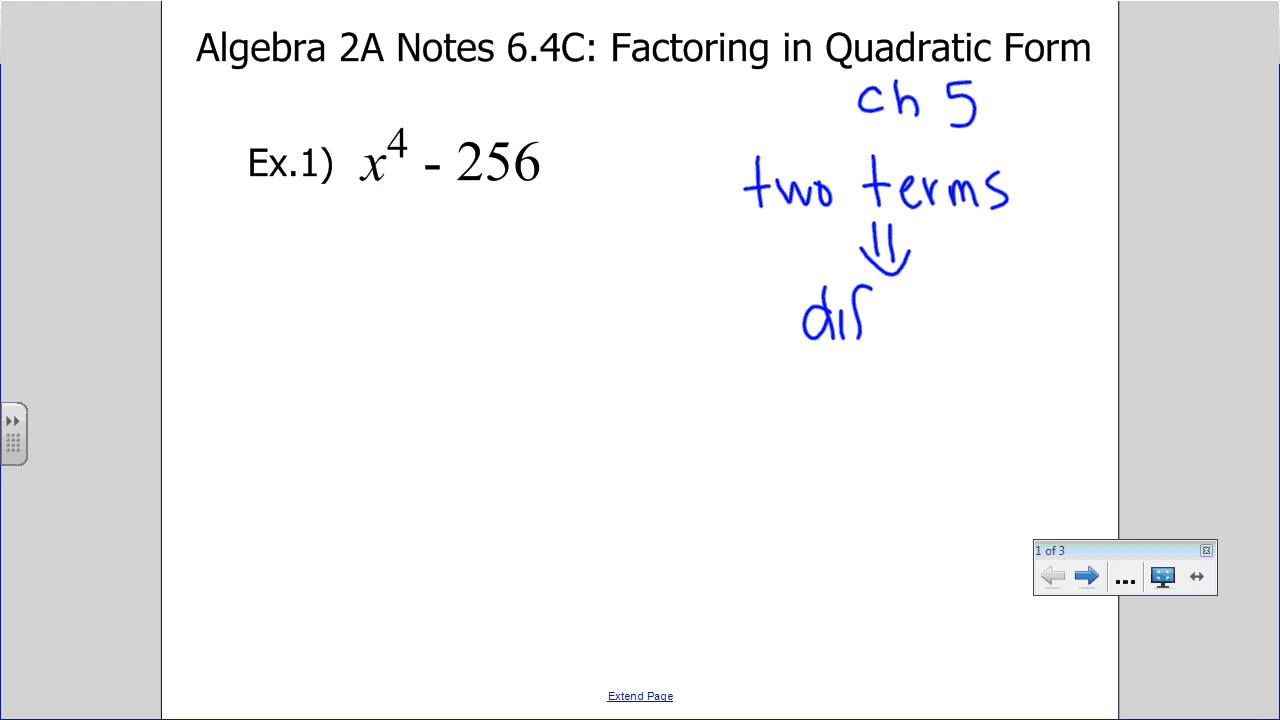 Algebra 2A Notes 6.4C: Factoring in Quadratic Form
ch 5
Ex.1) x⁴ - 256
two terms
dif
1 of 3
...
Extend Page